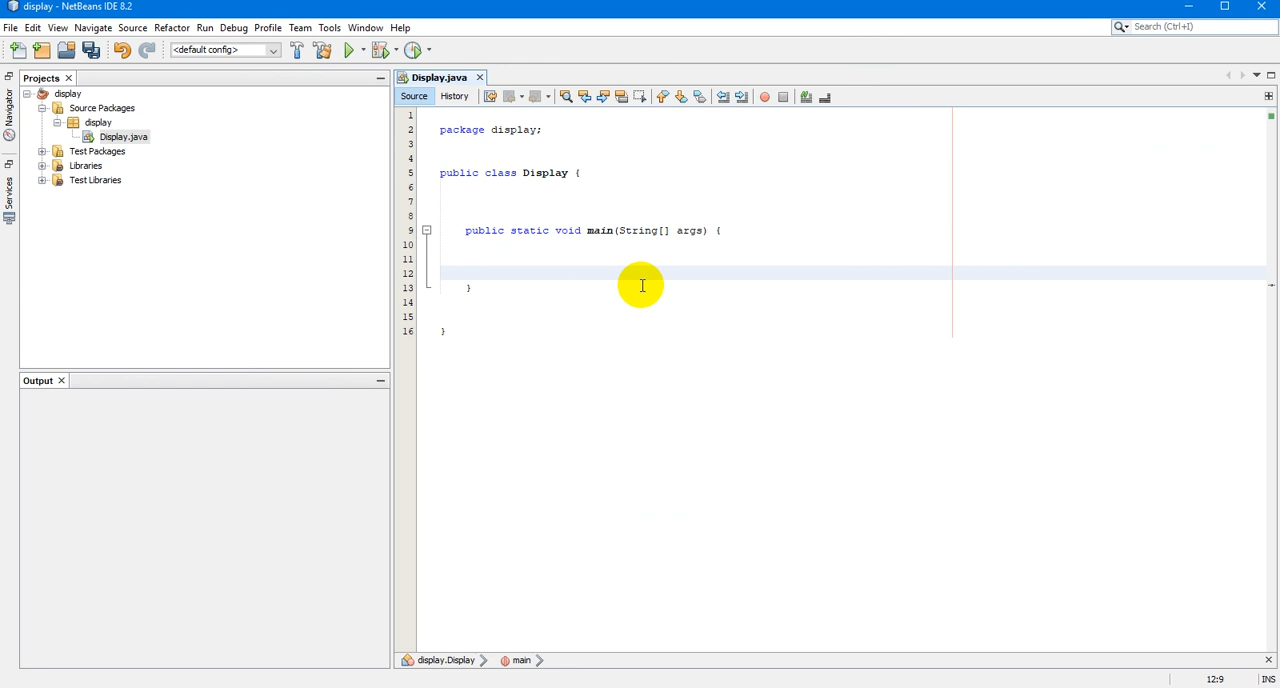 display - NetBeans IDE 8.2
File Edit View Navigate Source Refactor Run Debug Profile Team Tools Window Help
Search (Ctrl+I)
<default config>
Projects
display
Source Packages
display
Display.java
Test Packages
Libraries
Test Libraries
Navigator
Services
Output
Display.java
Source History
1
2 package display;
3
4
5 public class Display {
6
7
8
9 public static void main(String[] args) {
10
11
12
13 }
14
15
16 }
display.Display main
12:9 INS